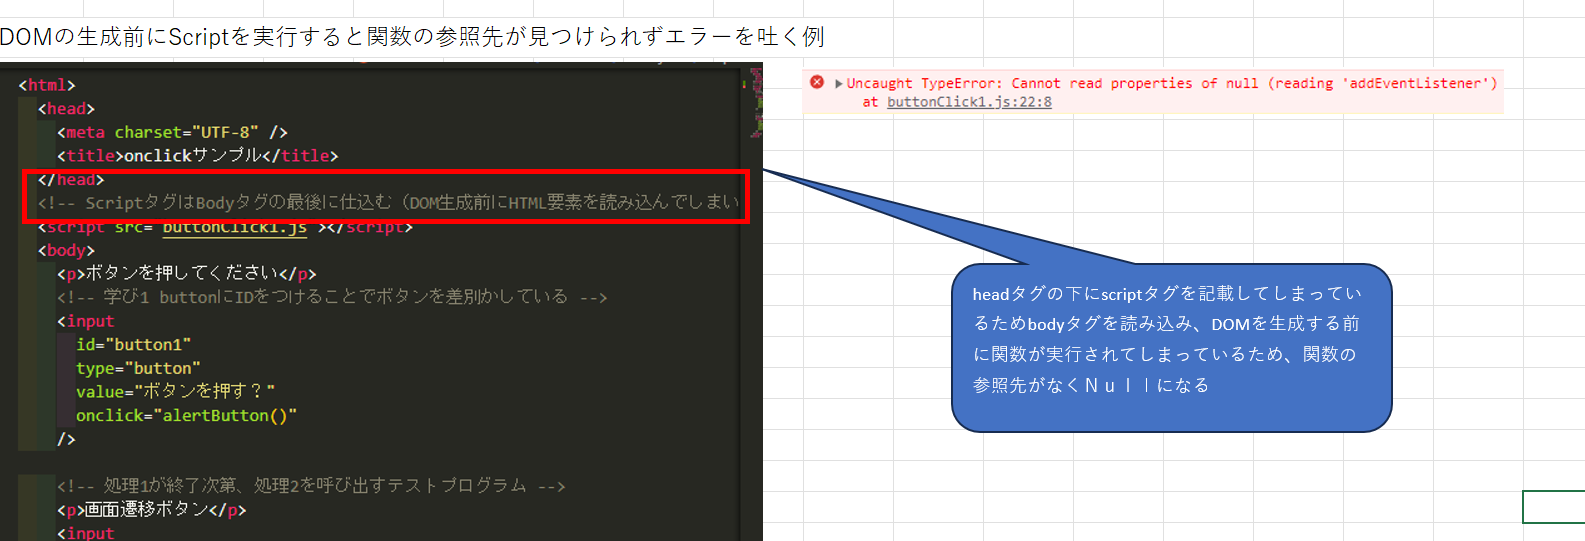 DOMの生成前にScriptを実行すると関数の参照先が見つけられずエラーを吐く例
<html>
<head>
<meta charset="UTF-8" />
<title>onclickサンプル</title>
</head>
<!-- ScriptタグはBodyタグの最後に仕込む（DOM生成前にHTML要素を読み込んでしまい
<script src="buttonClick1.js"></script>
<body>
<p>ボタンを押してください</p>
<!-- 学び1 buttonにIDをつけることでボタンを差別かしている -->
<input
id="button1"
type="button"
value="ボタンを押す？"
onclick="alertButton()"
/>
<!-- 処理1が終了次第、処理2を呼び出すテストプログラム -->
<p>画面遷移ボタン</p>
<input
Uncaught TypeError: Cannot read properties of null (reading 'addEventListener')
at buttonClick1.js:22:8
headタグの下にscriptタグを記載してしまってい
るためbodyタグを読み込み、DOMを生成する前
に関数が実行されてしまっているため、関数の
参照先がなくＮｕｌｌになる